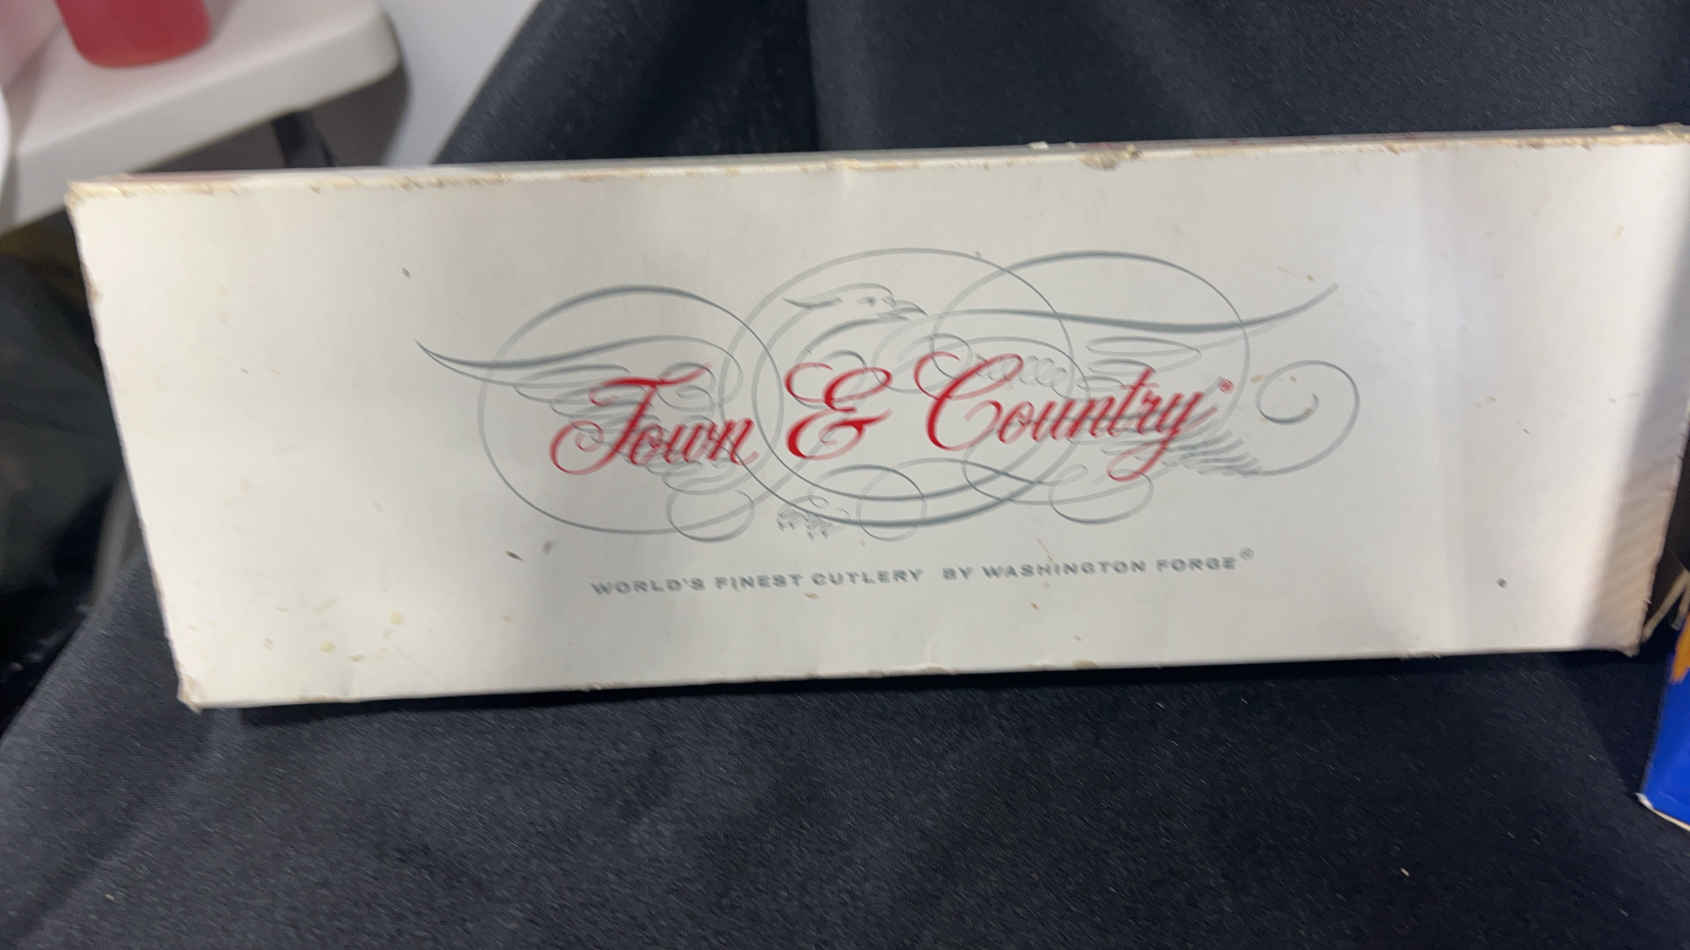 Town & Country®
WORLD'S FINEST CUTLERY BY WASHINGTON FORGE®